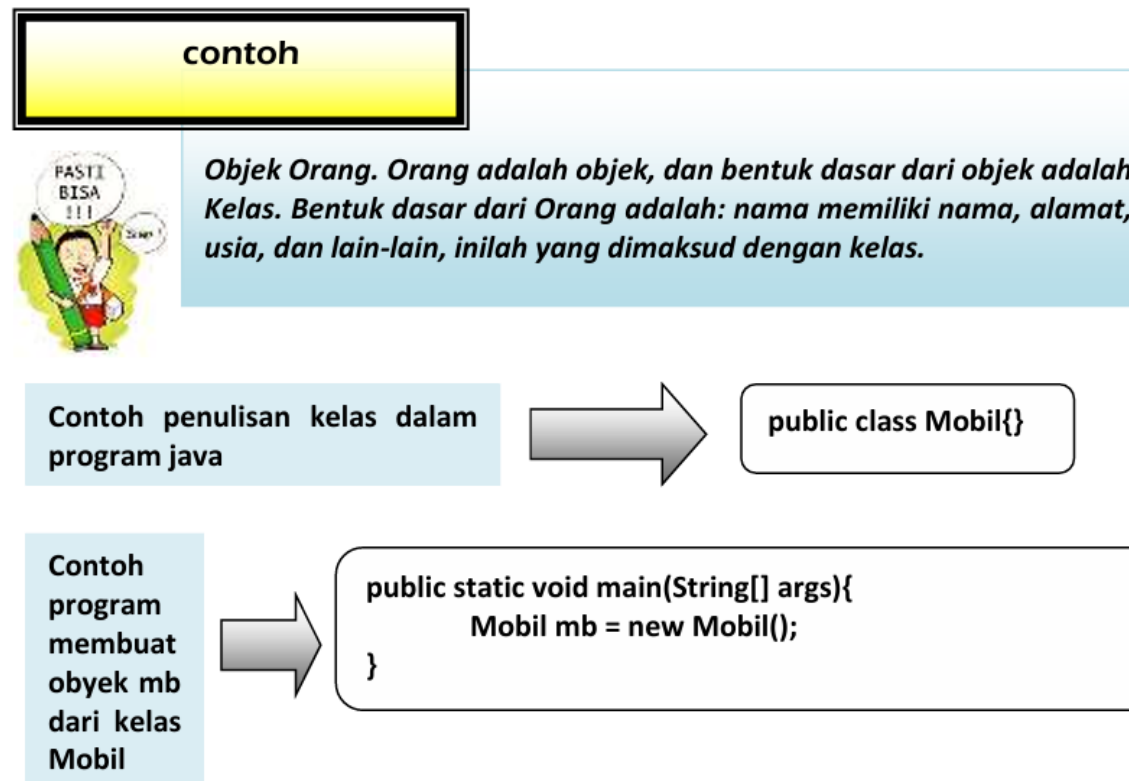 contoh
PASTI
BISA
!!!
Objek Orang. Orang adalah objek, dan bentuk dasar dari objek adalah
Kelas. Bentuk dasar dari Orang adalah: nama memiliki nama, alamat,
usia, dan lain-lain, inilah yang dimaksud dengan kelas.
Contoh penulisan kelas dalam
program java
public class Mobil{}
Contoh
program
membuat
obyek mb
dari kelas
Mobil
public static void main(String[] args){
Mobil mb = new Mobil();
}